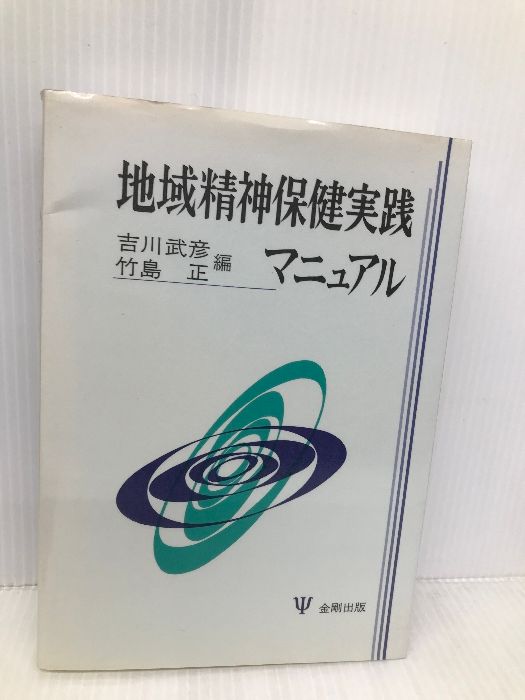 地域精神保健実践
マニュアル
吉川武彦
竹島 正
編
Ψ 金剛出版